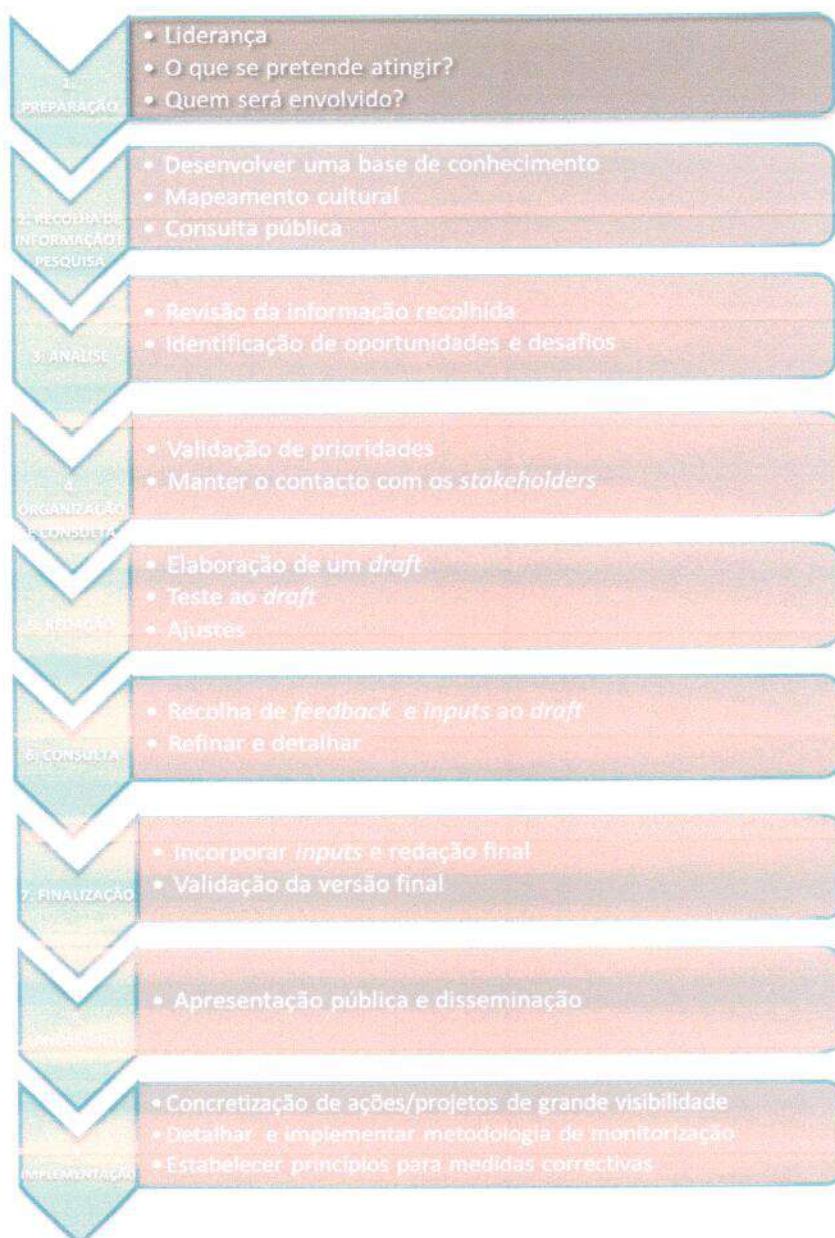 1.
PREPARAÇÃO
• Liderança
• O que se pretende atingir?
• Quem será envolvido?
2. RECOLHA DE
INFORMAÇÃO E
PESQUISA
• Desenvolver uma base de conhecimento
• Mapeamento cultural
• Consulta pública
3. ANÁLISE
• Revisão da informação recolhida
• Identificação de oportunidades e desafios
4.
ORGANIZAÇÃO
E CONSULTA
• Validação de prioridades
• Manter o contacto com os stakeholders
5. REDAÇÃO
• Elaboração de um draft
• Teste ao draft
• Ajustes
6. CONSULTA
• Recolha de feedback e inputs ao draft
• Refinar e detalhar
7. FINALIZAÇÃO
• Incorporar inputs e redação final
• Validação da versão final
LANÇAMENTO
• Apresentação pública e disseminação
IMPLEMENTAÇÃO
• Concretização de ações/projetos de grande visibilidade
• Detalhar e implementar metodologia de monitorização
• Estabelecer princípios para medidas correctivas